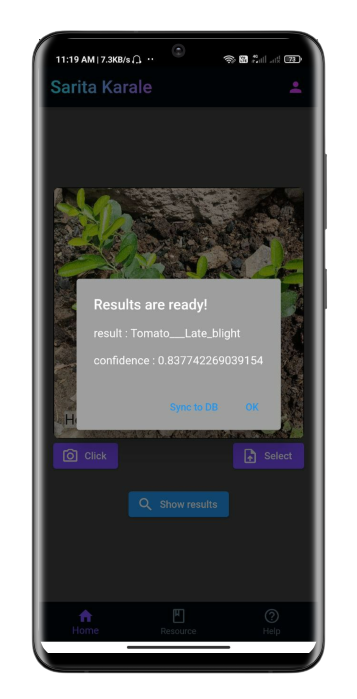 11:19 AM | 7.3KB/s
73
Sarita Karale
Results are ready!
result : Tomato___Late_blight
confidence : 0.837742269039154
Sync to DB OK
Click Select
Show results
Home Resource Help